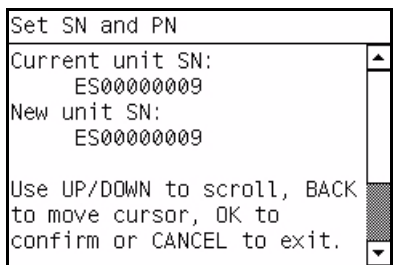 Set SN and PN
Current unit SN:
ES00000009
New unit SN:
ES00000009
Use UP/DOWN to scroll, BACK
to move cursor, OK to
confirm or CANCEL to exit.